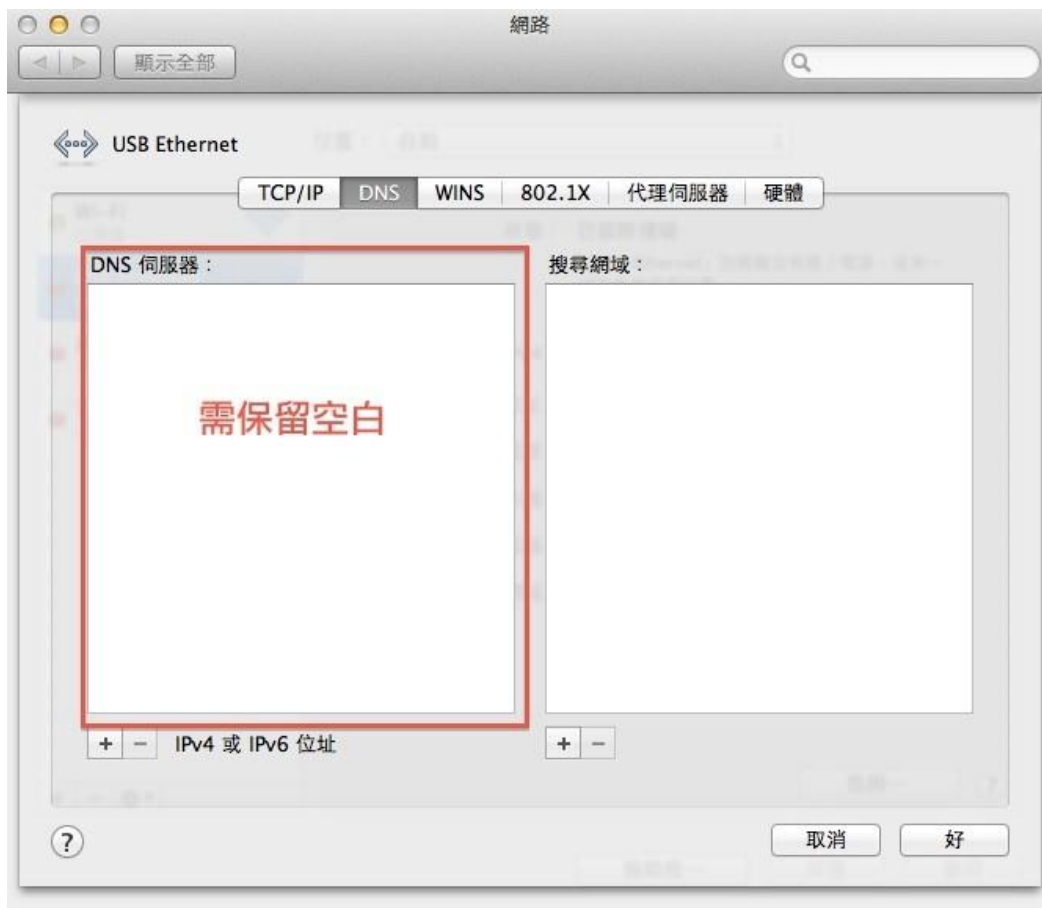 網路
顯示全部
USB Ethernet
TCP/IP DNS WINS 802.1X 代理伺服器 硬體
DNS 伺服器：
搜尋網域：
需保留空白
+ − IPv4 或 IPv6 位址
+ −
?
取消
好